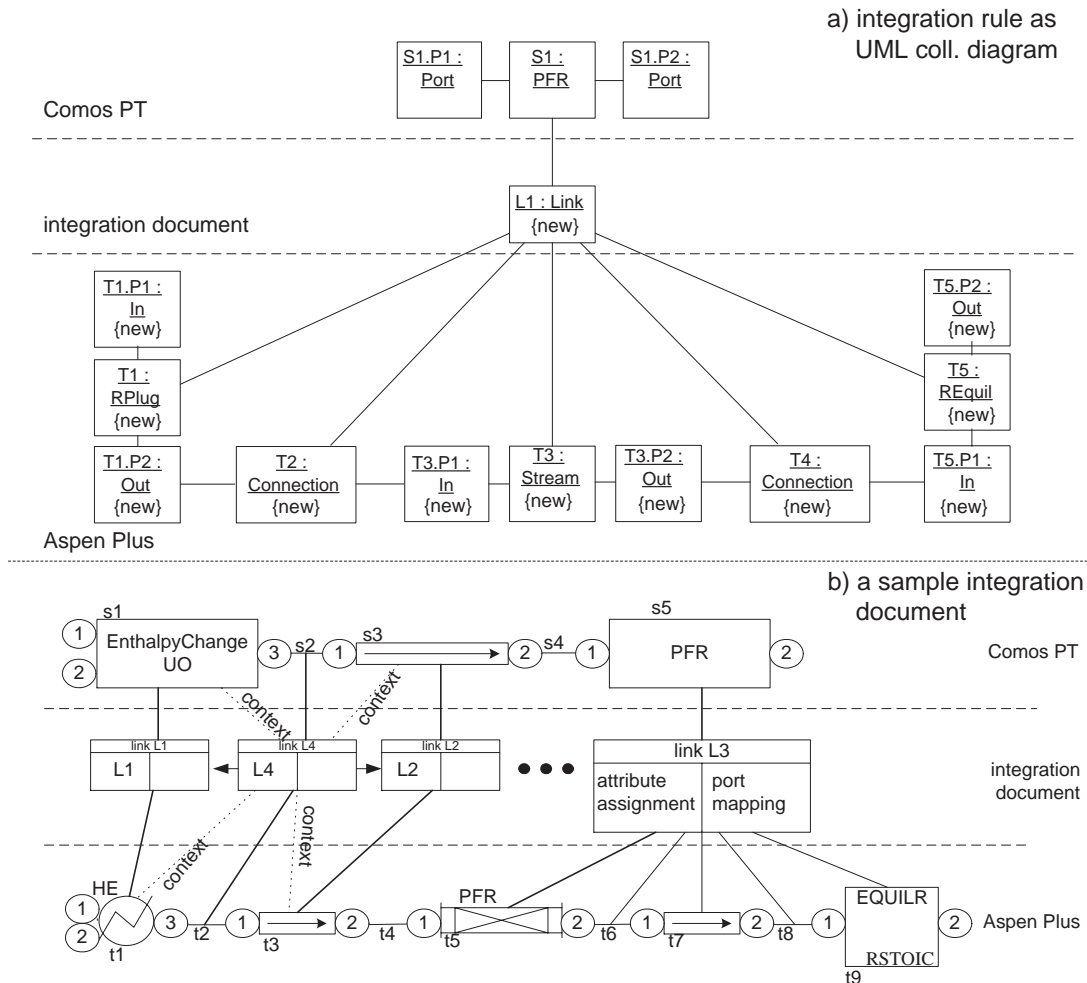 a) integration rule as
UML coll. diagram
S1.P1 :
Port
S1 :
PFR
S1.P2 :
Port
Comos PT
L1 : Link
{new}
integration document
T1.P1 :
In
{new}
T5.P2 :
Out
{new}
T1 :
RPlug
{new}
T5 :
REquil
{new}
T1.P2 :
Out
{new}
T2 :
Connection
{new}
T3.P1 :
In
{new}
T3 :
Stream
{new}
T3.P2 :
Out
{new}
T4 :
Connection
{new}
T5.P1 :
In
{new}
Aspen Plus
b) a sample integration
document
s1
1
2
EnthalpyChange
UO
3
s2
1
s3
2
s4
1
s5
PFR
2
Comos PT
context
context
link L1
L1
link L4
L4
link L2
L2
link L3
attribute
assignment
port
mapping
integration
document
context
context
HE
1
2
t1
3
t2
1
t3
2
t4
1
PFR
t5
2
t6
1
t7
2
t8
1
EQUILR
RSTOIC
t9
2
Aspen Plus